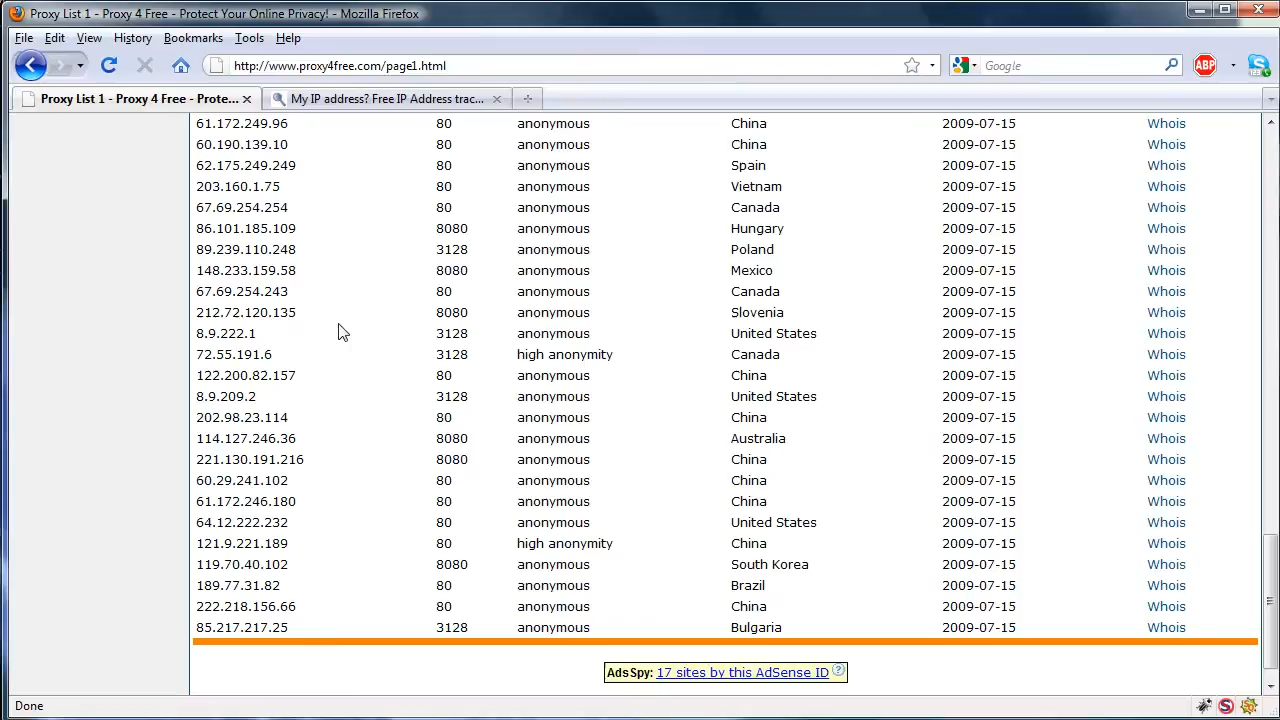 Proxy List 1 - Proxy 4 Free - Protect Your Online Privacy! - Mozilla Firefox
File Edit View History Bookmarks Tools Help
http://www.proxy4free.com/page1.html Google ABP
Proxy List 1 - Proxy 4 Free - Prote... My IP address? Free IP Address trac...
61.172.249.96 80 anonymous China 2009-07-15 Whois
60.190.139.10 80 anonymous China 2009-07-15 Whois
62.175.249.249 80 anonymous Spain 2009-07-15 Whois
203.160.1.75 80 anonymous Vietnam 2009-07-15 Whois
67.69.254.254 80 anonymous Canada 2009-07-15 Whois
86.101.185.109 8080 anonymous Hungary 2009-07-15 Whois
89.239.110.248 3128 anonymous Poland 2009-07-15 Whois
148.233.159.58 8080 anonymous Mexico 2009-07-15 Whois
67.69.254.243 80 anonymous Canada 2009-07-15 Whois
212.72.120.135 8080 anonymous Slovenia 2009-07-15 Whois
8.9.222.1 3128 anonymous United States 2009-07-15 Whois
72.55.191.6 3128 high anonymity Canada 2009-07-15 Whois
122.200.82.157 80 anonymous China 2009-07-15 Whois
8.9.209.2 3128 anonymous United States 2009-07-15 Whois
202.98.23.114 80 anonymous China 2009-07-15 Whois
114.127.246.36 8080 anonymous Australia 2009-07-15 Whois
221.130.191.216 8080 anonymous China 2009-07-15 Whois
60.29.241.102 80 anonymous China 2009-07-15 Whois
61.172.246.180 80 anonymous China 2009-07-15 Whois
64.12.222.232 80 anonymous United States 2009-07-15 Whois
121.9.221.189 80 high anonymity China 2009-07-15 Whois
119.70.40.102 8080 anonymous South Korea 2009-07-15 Whois
189.77.31.82 80 anonymous Brazil 2009-07-15 Whois
222.218.156.66 80 anonymous China 2009-07-15 Whois
85.217.217.25 3128 anonymous Bulgaria 2009-07-15 Whois
AdsSpy: 17 sites by this AdSense ID ?
Done